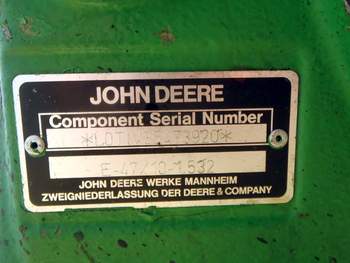 JOHN DEERE
Component Serial Number
JOHN DEERE WERKE MANNHEIM
ZWEIGNIEDERLASSUNG DER DEERE & COMPANY